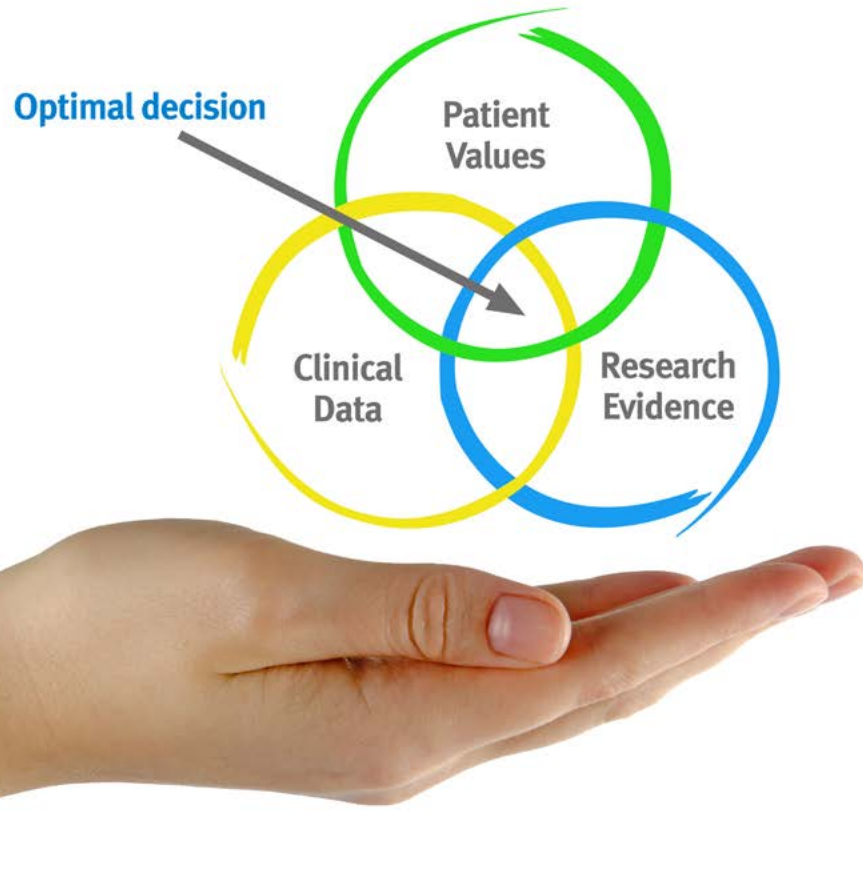 Optimal decision
Patient
Values
Clinical
Data
Research
Evidence